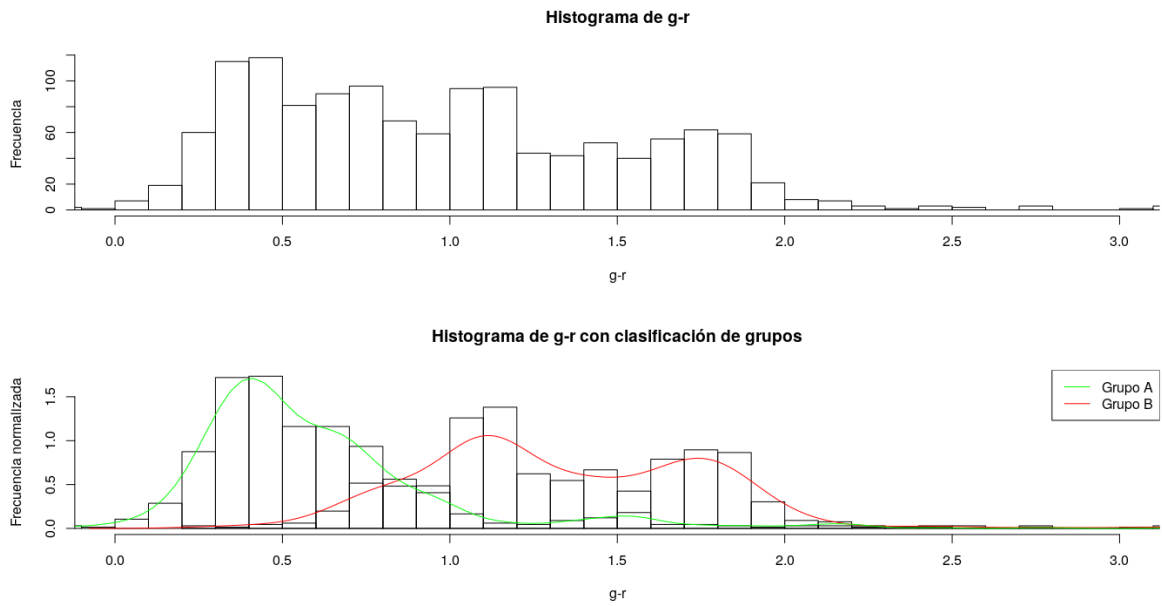 Histograma de g-r
Frecuencia
0 20 60 100
0.0 0.5 1.0 1.5 2.0 2.5 3.0
g-r
Histograma de g-r con clasificación de grupos
Frecuencia normalizada
0.0 0.5 1.0 1.5
Grupo A
Grupo B
0.0 0.5 1.0 1.5 2.0 2.5 3.0
g-r